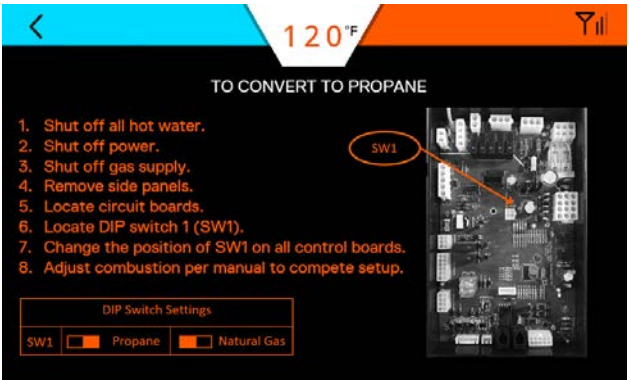 120°F
TO CONVERT TO PROPANE
1. Shut off all hot water.
2. Shut off power.
3. Shut off gas supply.
4. Remove side panels.
5. Locate circuit boards.
6. Locate DIP switch 1 (SW1).
7. Change the position of SW1 on all control boards.
8. Adjust combustion per manual to compete setup.
SW1
DIP Switch Settings
SW1 Propane Natural Gas